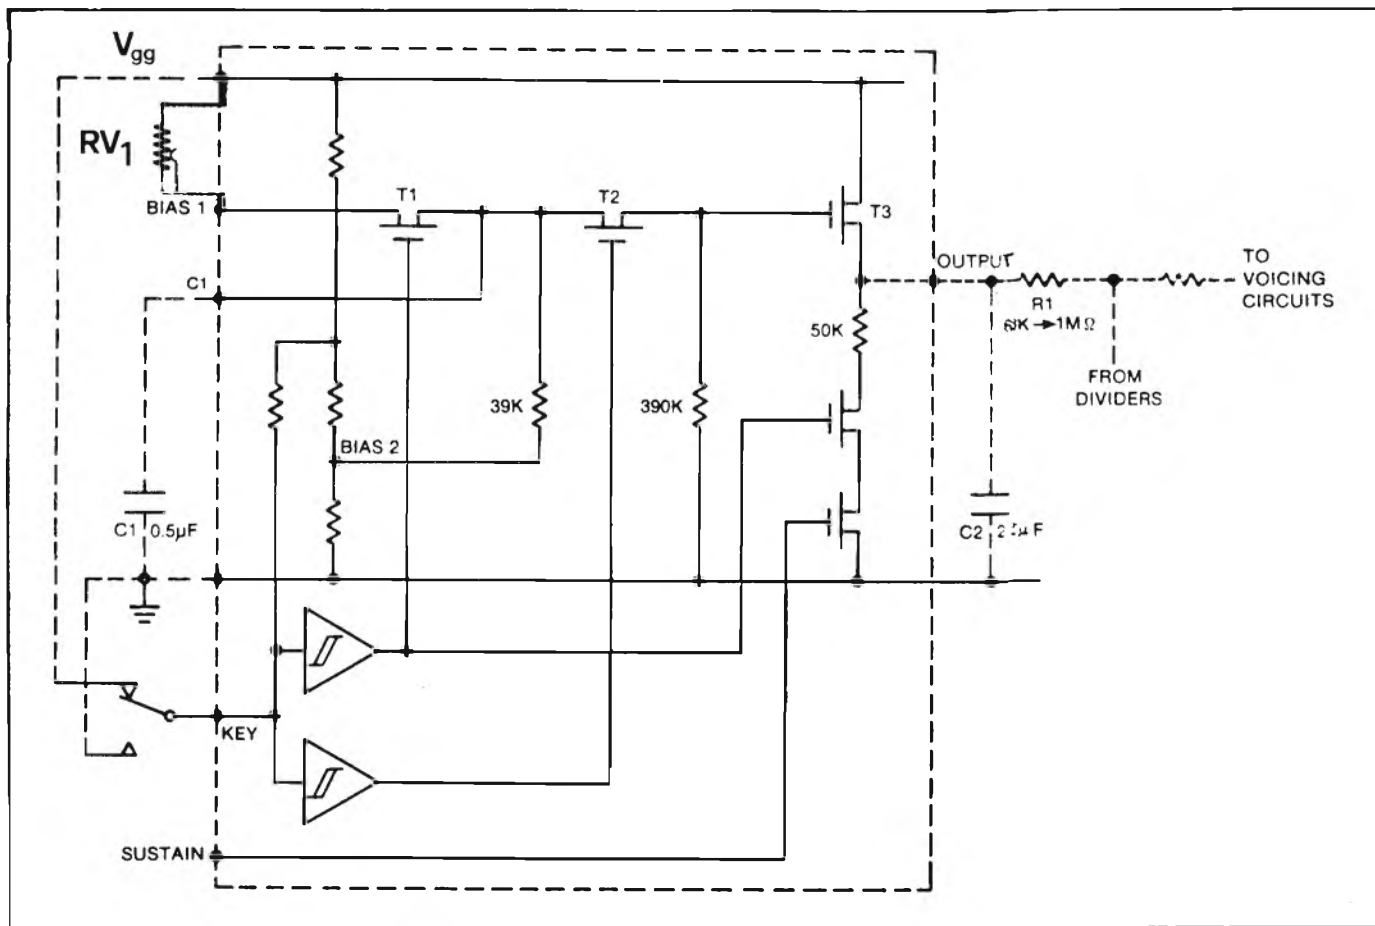 Vgg
RV1
BIAS 1
T1
T2
T3
C1
OUTPUT
TO
VOICING
CIRCUITS
R1
1MΩ
50K
FROM
DIVIDERS
39K
390K
BIAS 2
C1 0.5µF
C2
KEY
SUSTAIN